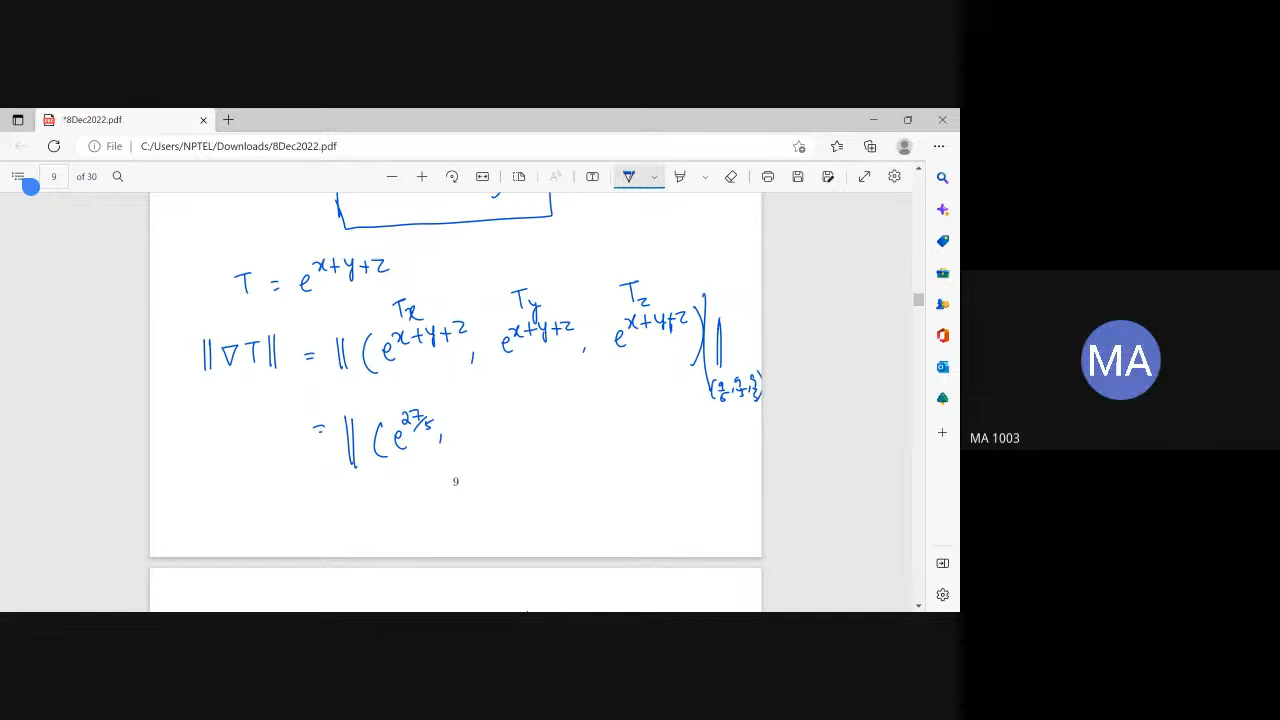 *8Dec2022.pdf
File C:/Users/NPTEL/Downloads/8Dec2022.pdf
9 of 30
T = e^{x+y+z}
T_x T_y T_z
‖∇T‖ = ‖(e^{x+y+z}, e^{x+y+z}, e^{x+y+z})|‖
= ‖(e^{27/5},
9
MA
MA 1003